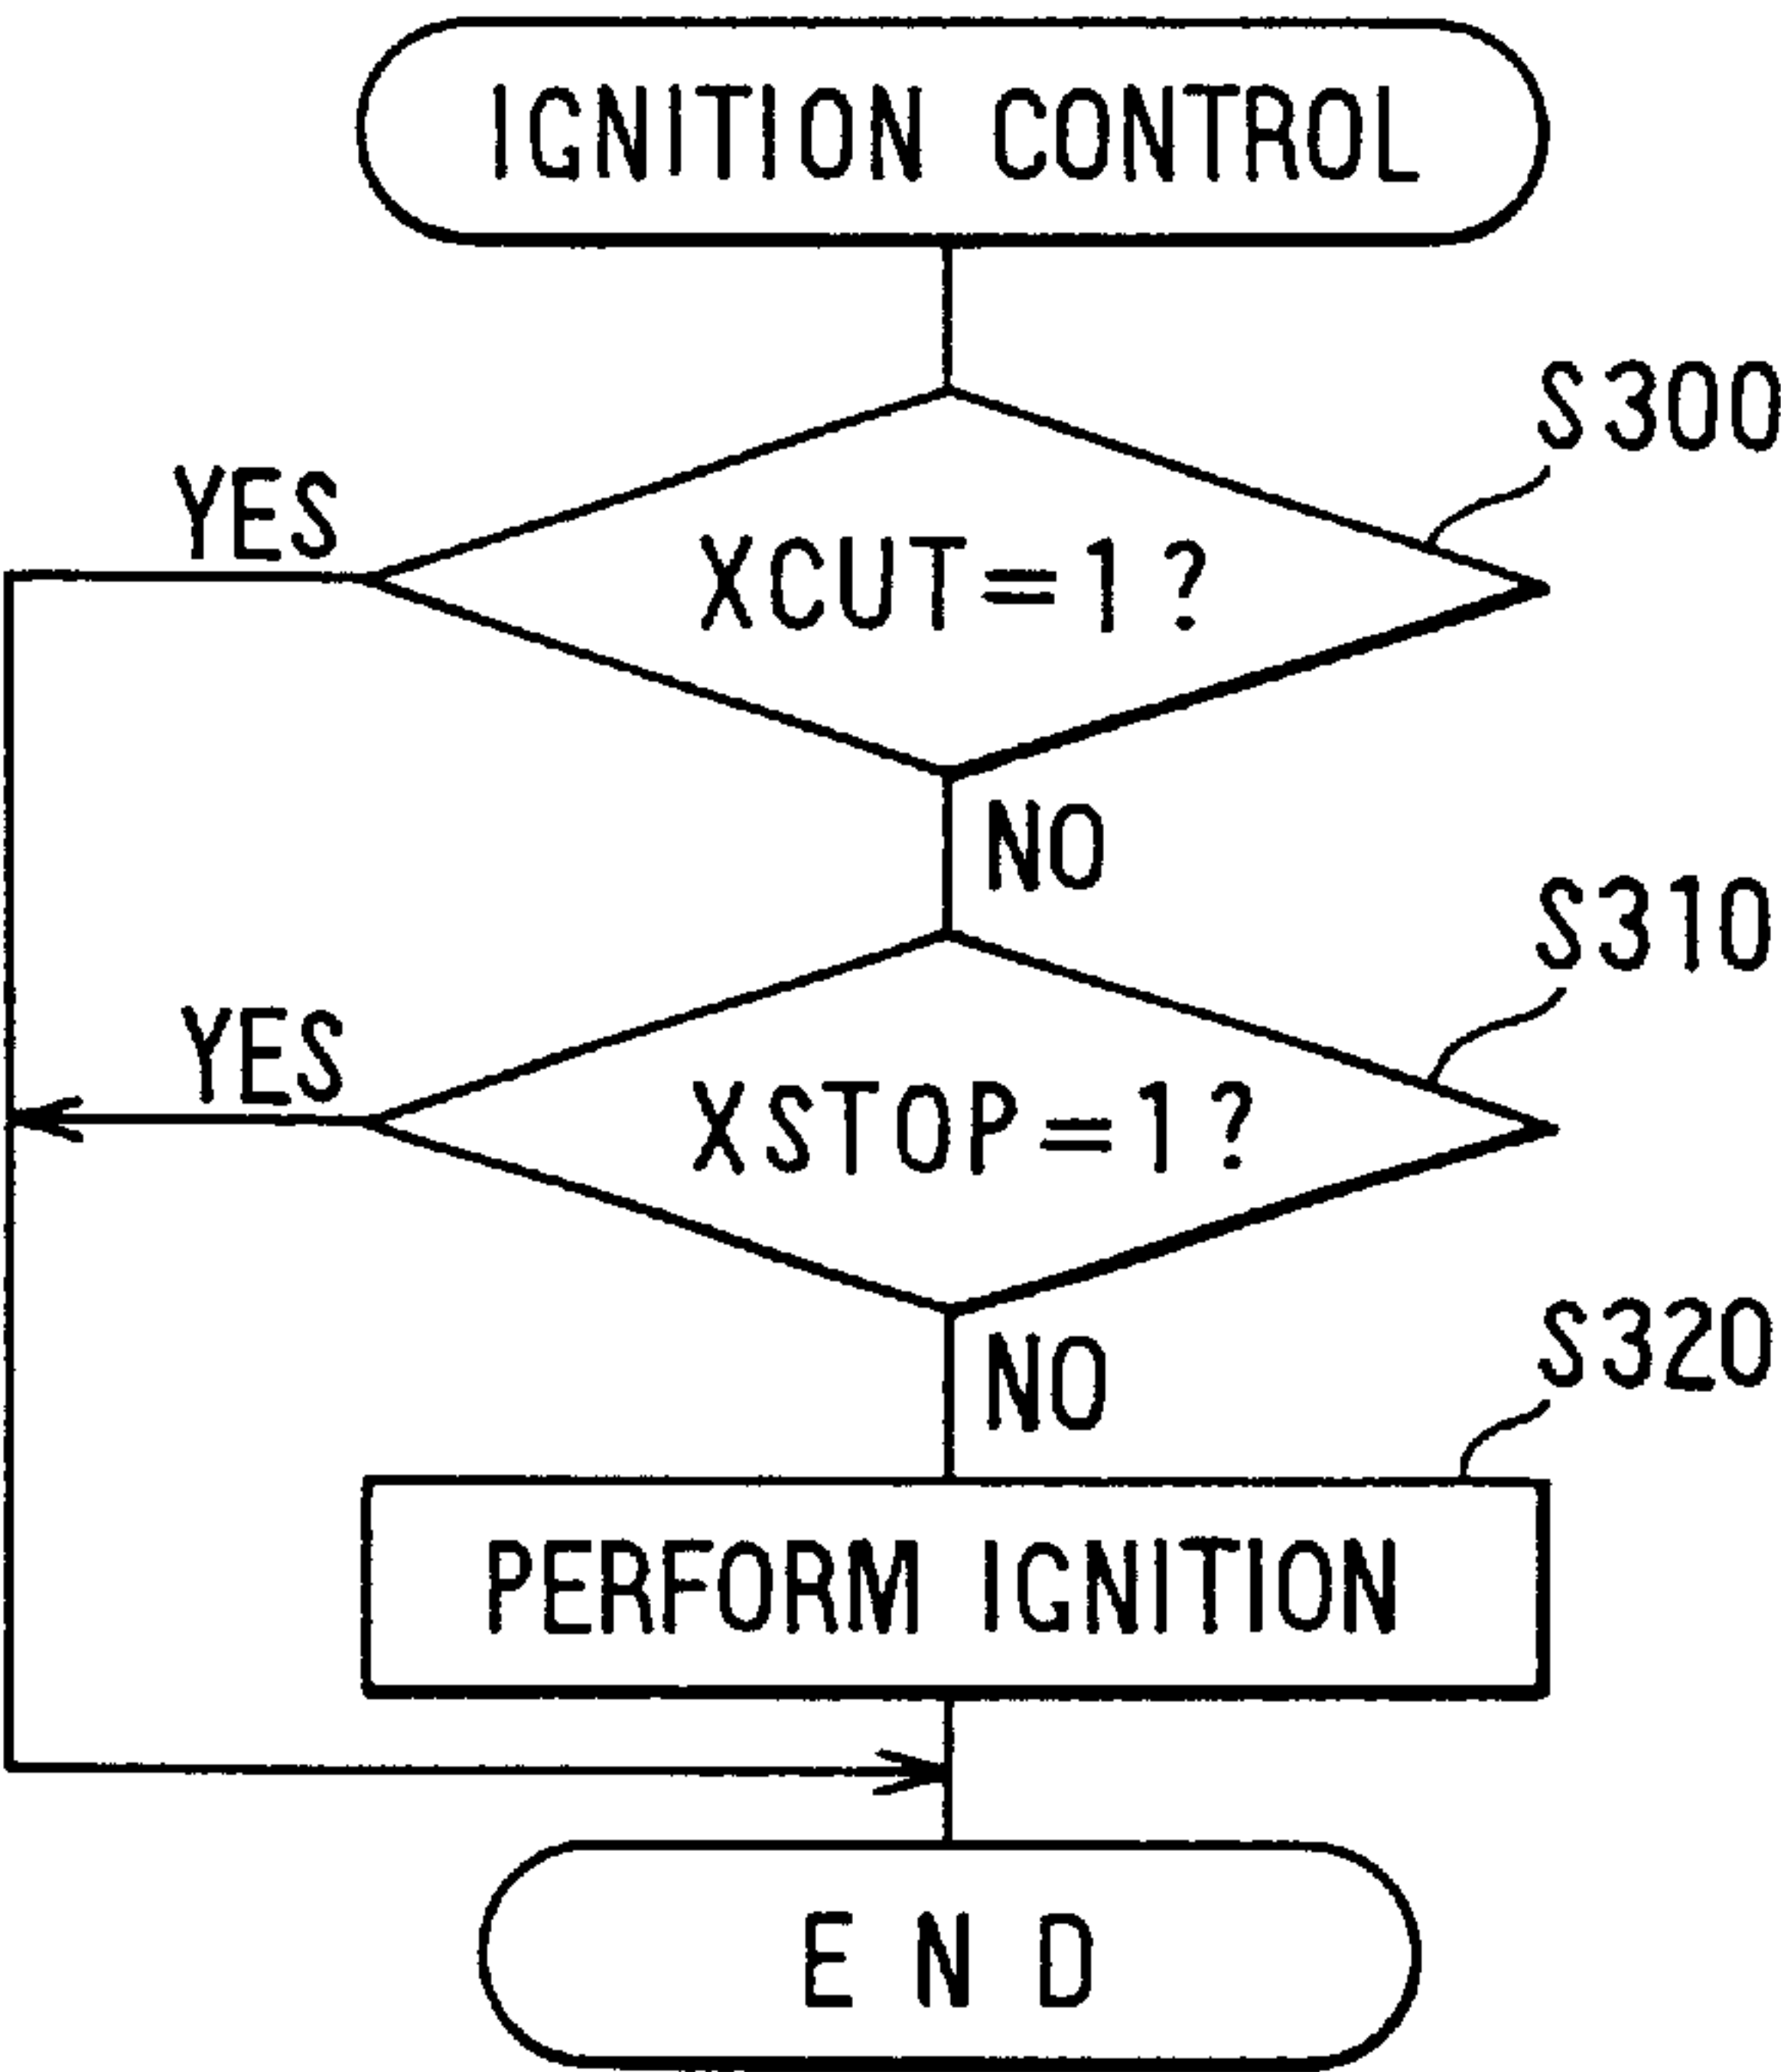 IGNITION CONTROL
S300
YES
XCUT=1?
NO
S310
YES
XSTOP=1?
NO
S320
PERFORM IGNITION
END